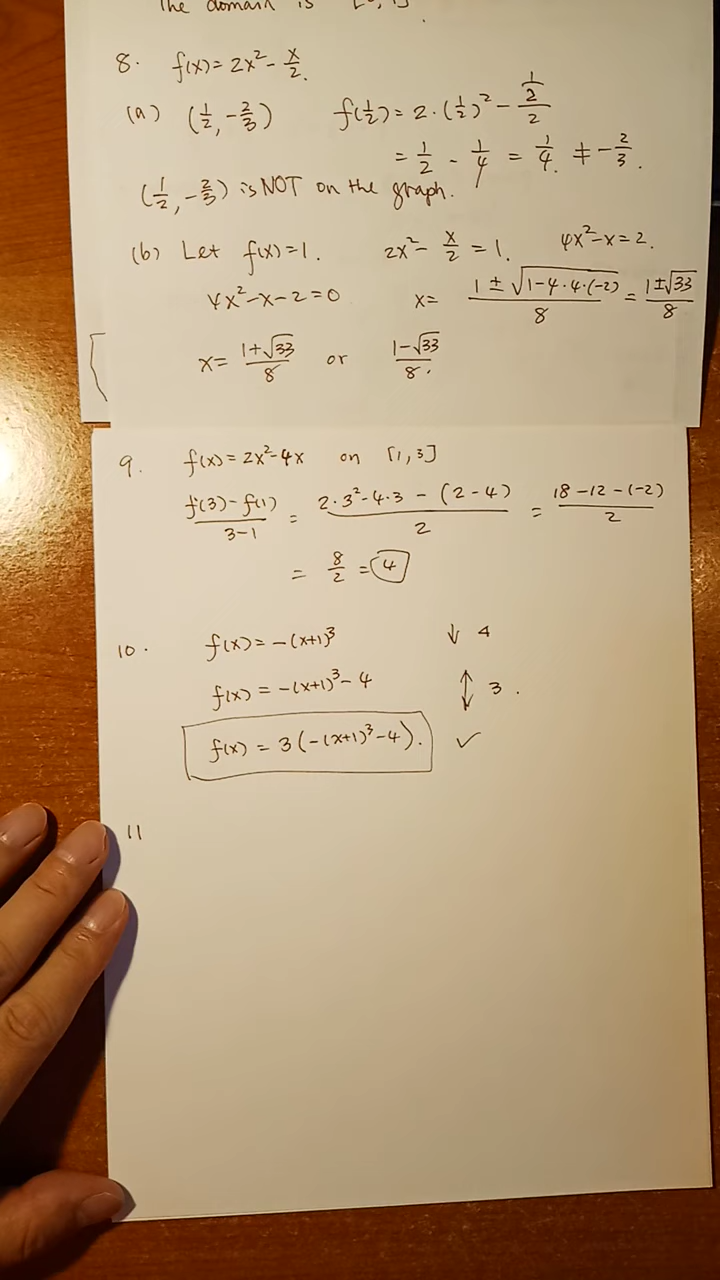 The domain is
8. f(x) = 2x² - x/2.
(a) (1/2, -2/3) f(1/2) = 2·(1/2)² - (1/2)/2
= 1/2 - 1/4 = 1/4. ≠ -2/3.
(1/2, -2/3) is NOT on the graph.
(b) Let f(x) = 1. 2x² - x/2 = 1. 4x² - x = 2.
4x² - x - 2 = 0 x = (1 ± √(1-4·4·(-2)))/8 = (1±√33)/8
x = (1+√33)/8 or (1-√33)/8.
9. f(x) = 2x² - 4x on [1,3]
(f(3) - f(1))/(3-1) = (2·3² - 4·3 - (2-4))/2 = (18 - 12 - (-2))/2
= 8/2 = 4
10. f(x) = -(x+1)³ ↓ 4
f(x) = -(x+1)³ - 4 ↕ 3.
f(x) = 3(-(x+1)³ - 4). ✓
11